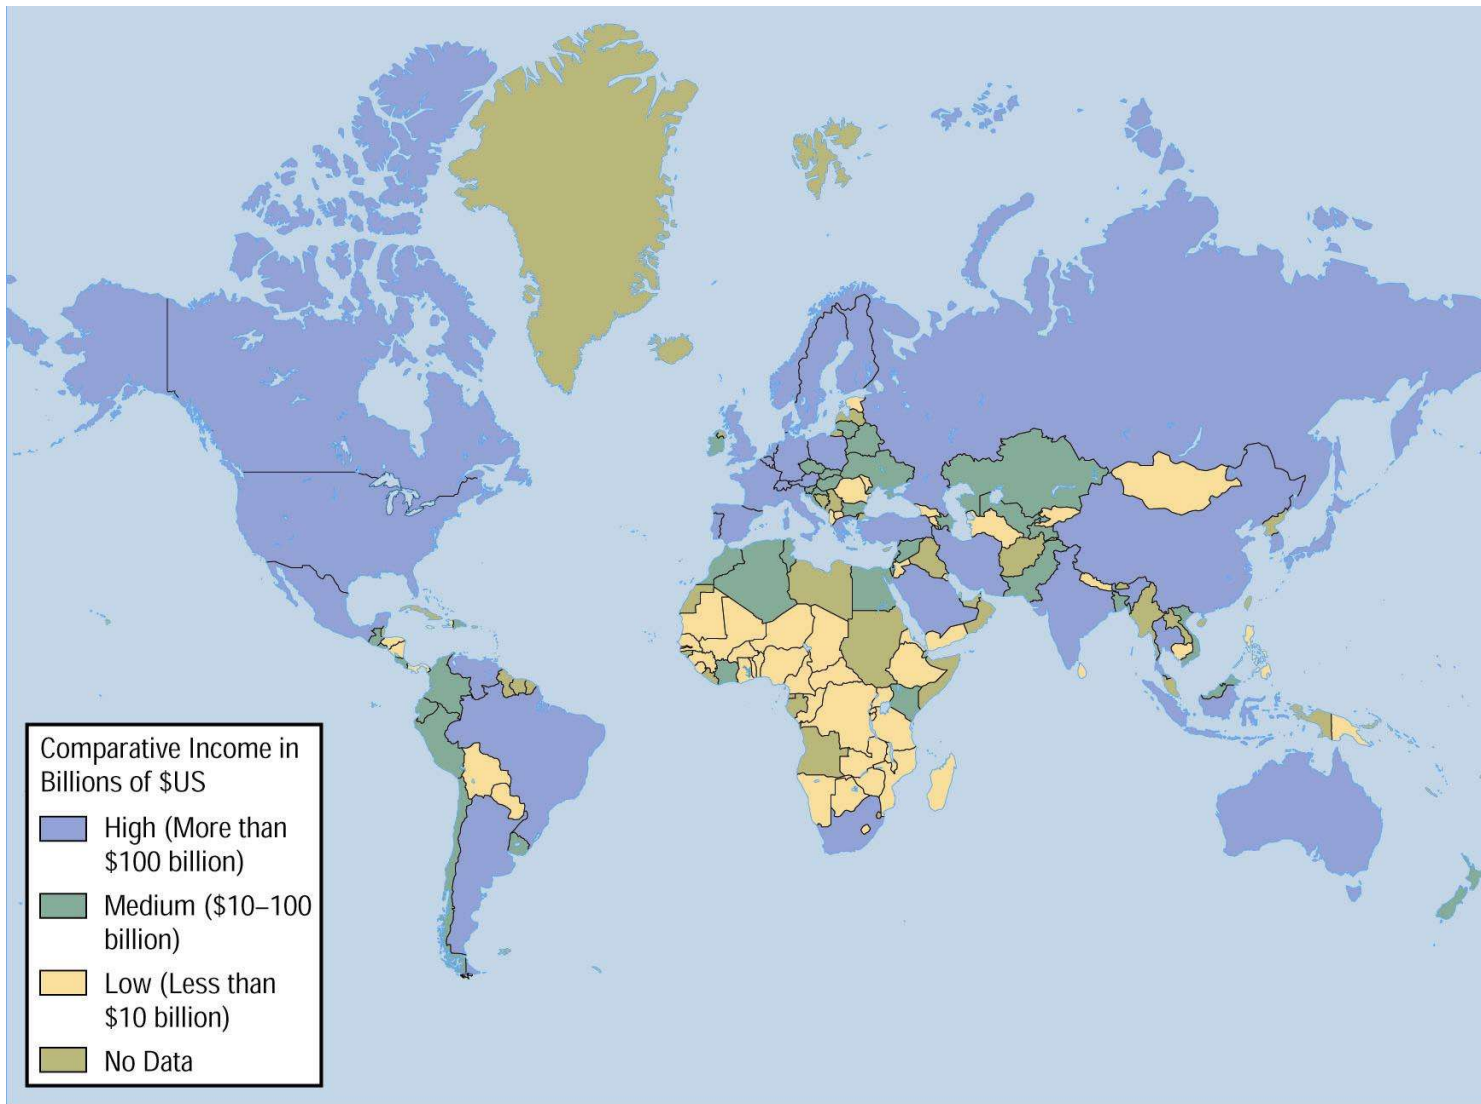 Comparative Income in
Billions of $US
High (More than
$100 billion)
Medium ($10–100
billion)
Low (Less than
$10 billion)
No Data